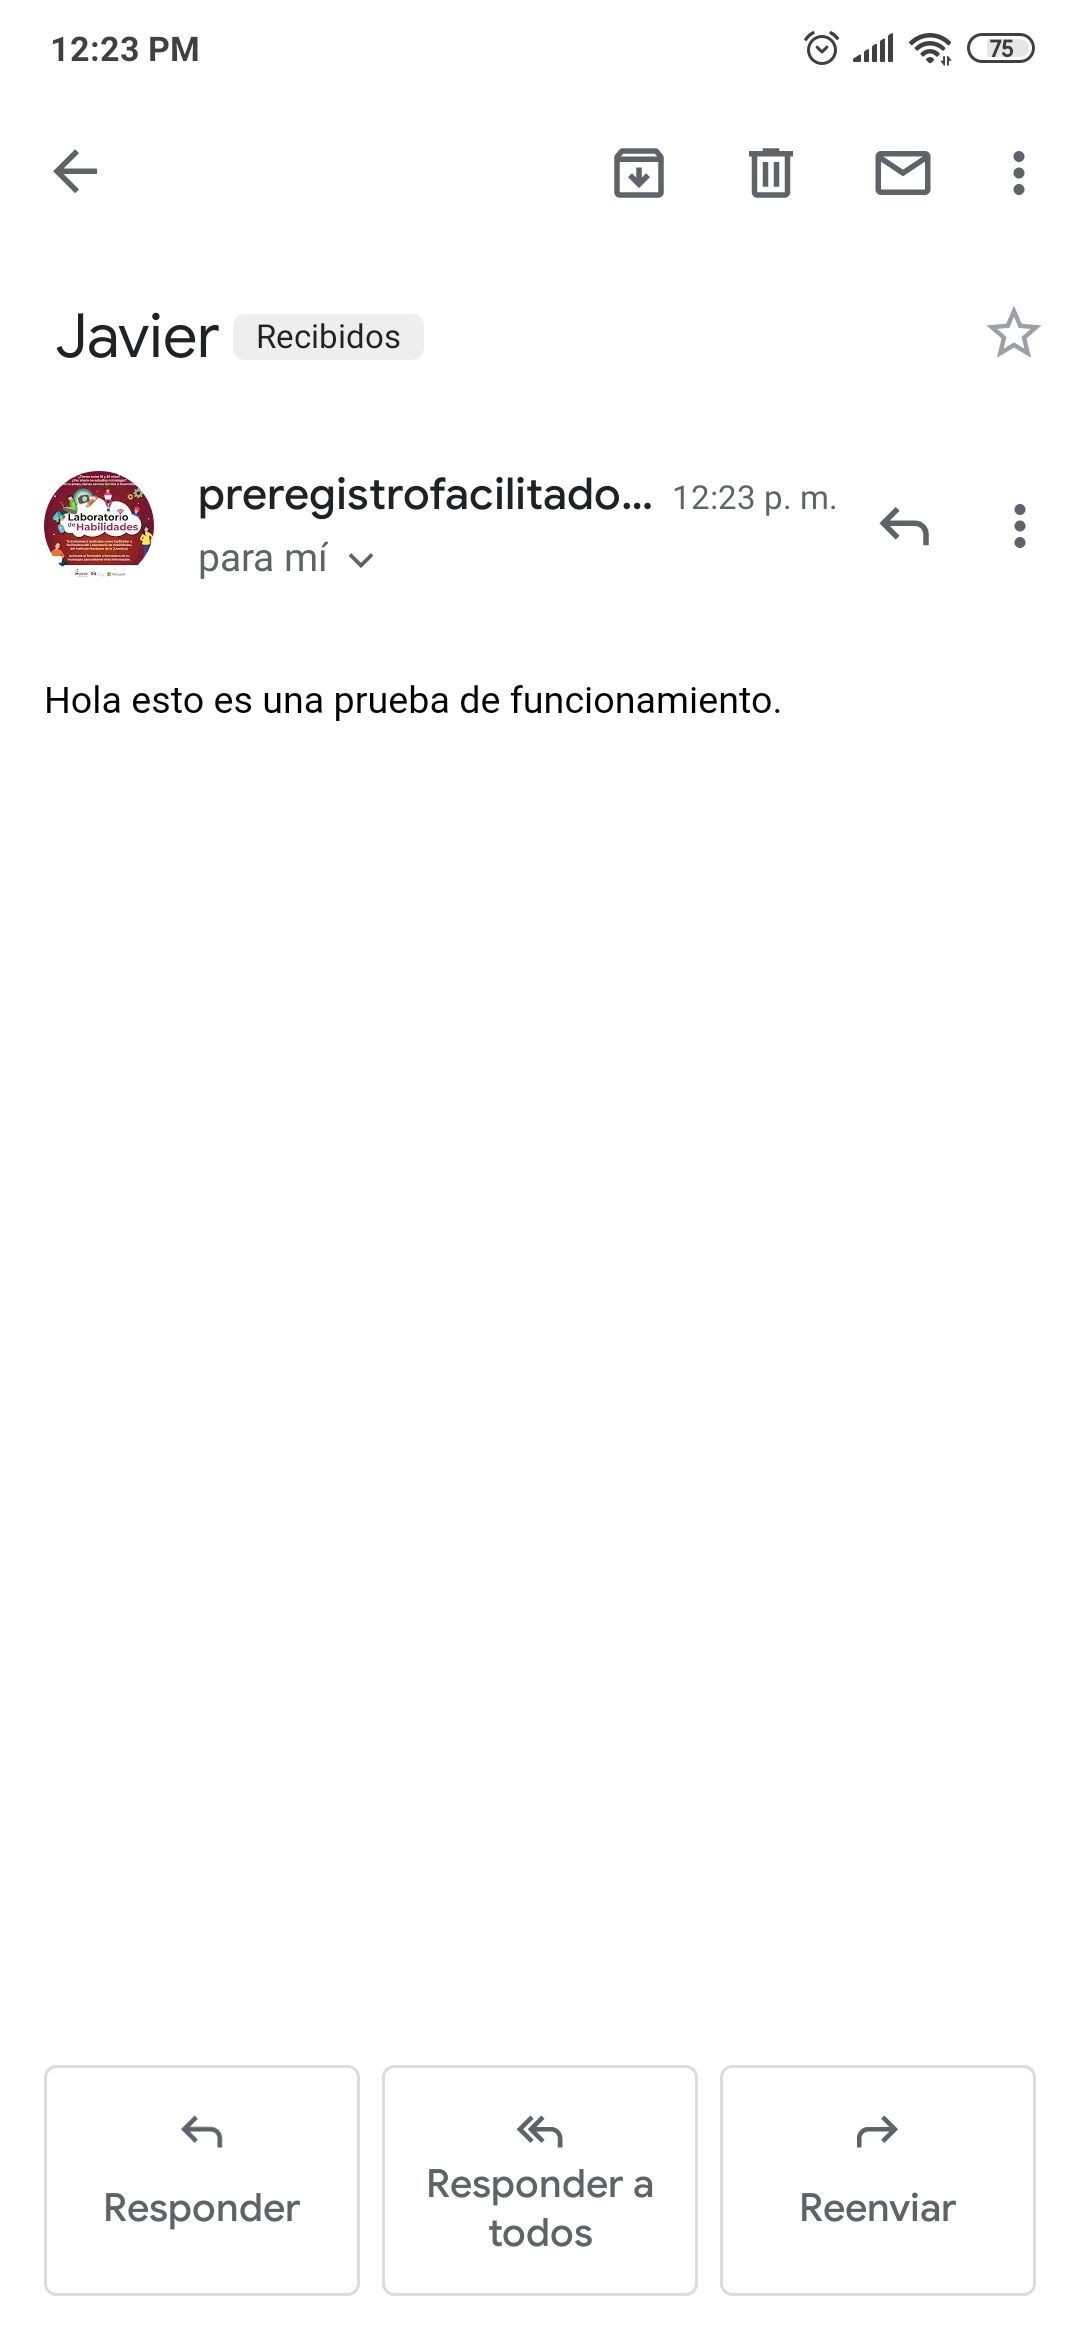 12:23 PM
75
Javier
Recibidos
preregistrofacilitado... 12:23 p. m.
para mí
Laboratorio
de Habilidades
Hola esto es una prueba de funcionamiento.
Responder
Responder a
todos
Reenviar